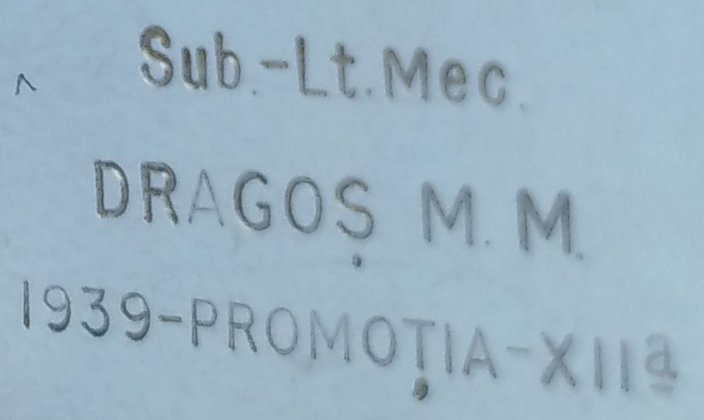 Sub.-Lt.Mec.
DRAGOȘ M. M.
1939-PROMOȚIA-XIIª